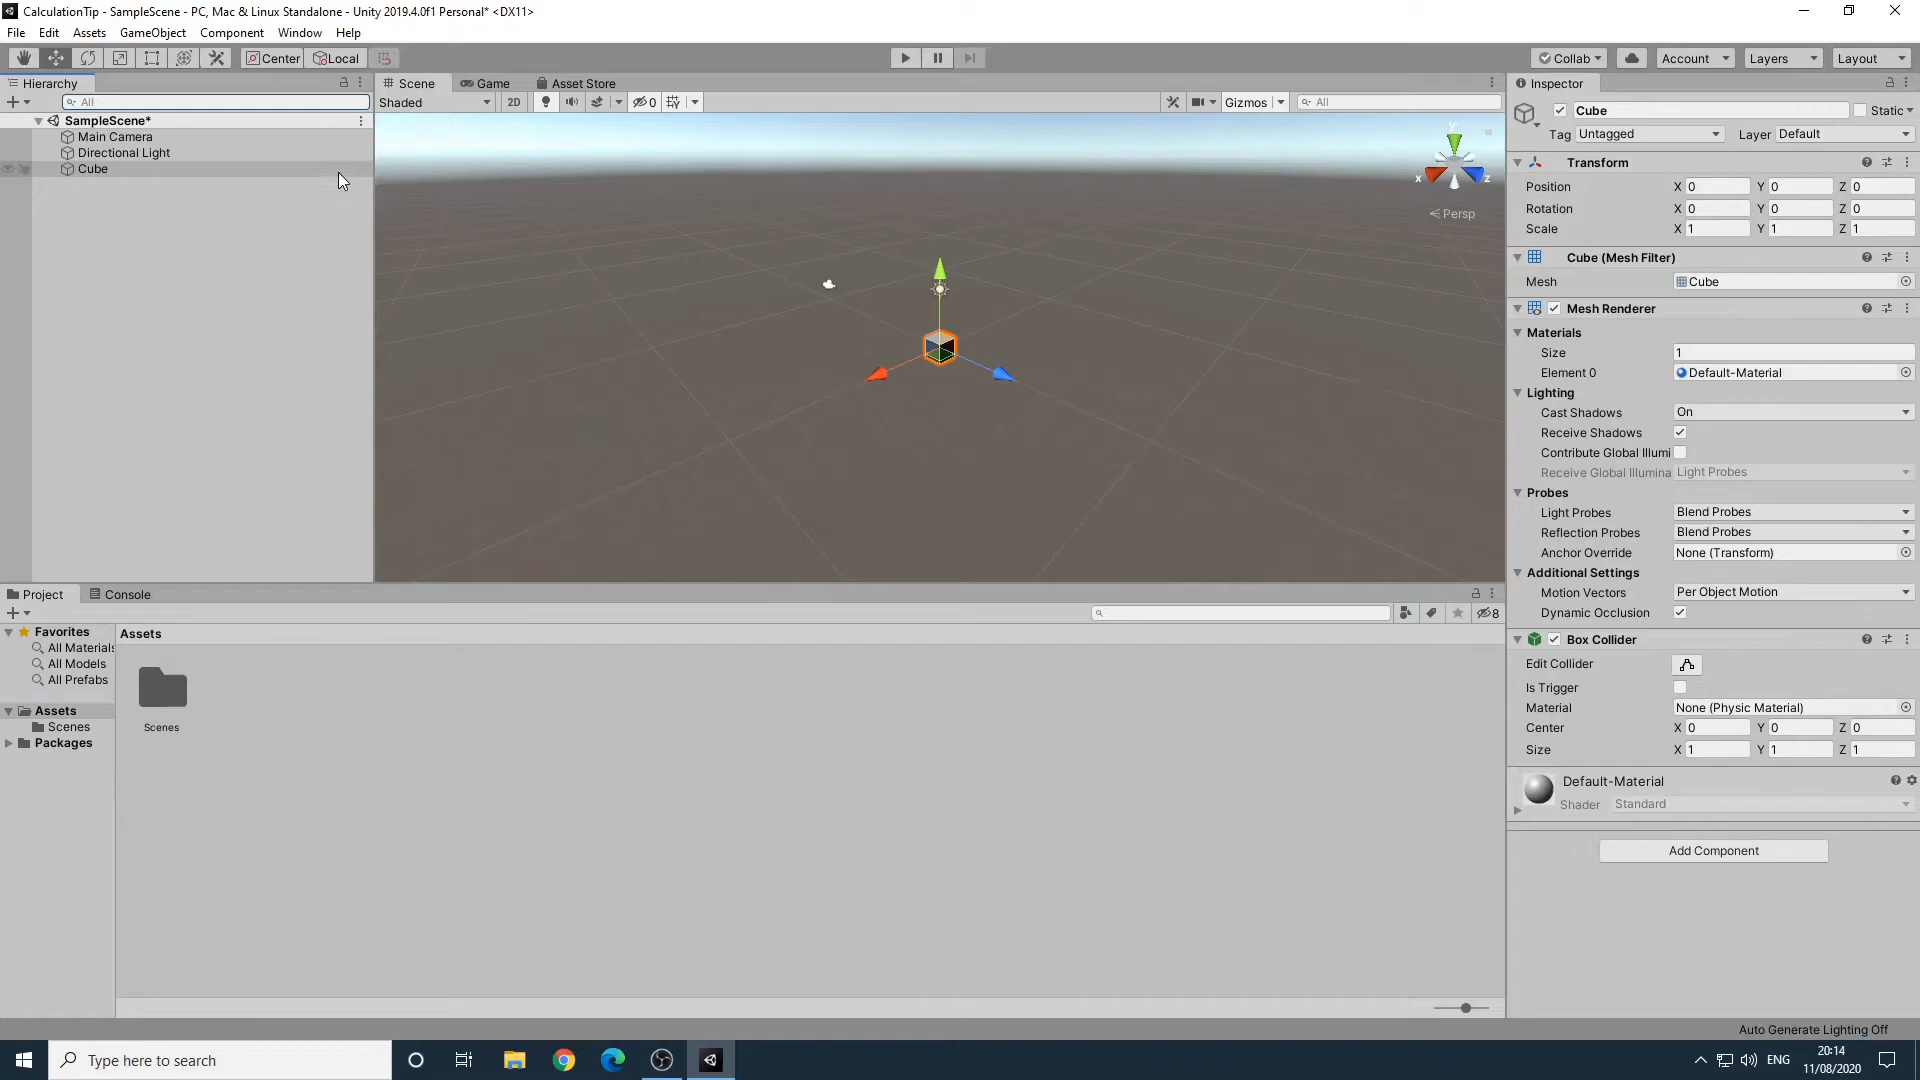 CalculationTip - SampleScene - PC, Mac & Linux Standalone - Unity 2019.4.0f1 Personal* <DX11>
File Edit Assets GameObject Component Window Help
Center Local Collab Account Layers Layout
Hierarchy
All
SampleScene*
Main Camera
Directional Light
Cube
Scene Game Asset Store
Shaded 2D 0 Gizmos All
y
x z
Persp
Inspector
Cube Static
Tag Untagged Layer Default
Transform
Position X 0 Y 0 Z 0
Rotation X 0 Y 0 Z 0
Scale X 1 Y 1 Z 1
Cube (Mesh Filter)
Mesh Cube
Mesh Renderer
Materials
Size 1
Element 0 Default-Material
Lighting
Cast Shadows On
Receive Shadows
Contribute Global Illumi
Receive Global Illumina Light Probes
Probes
Light Probes Blend Probes
Reflection Probes Blend Probes
Anchor Override None (Transform)
Additional Settings
Motion Vectors Per Object Motion
Dynamic Occlusion
Box Collider
Edit Collider
Is Trigger
Material None (Physic Material)
Center X 0 Y 0 Z 0
Size X 1 Y 1 Z 1
Default-Material
Shader Standard
Add Component
Project Console
8
Favorites
All Materials
All Models
All Prefabs
Assets
Scenes
Packages
Assets
Scenes
Auto Generate Lighting Off
Type here to search
ENG
20:14
11/08/2020